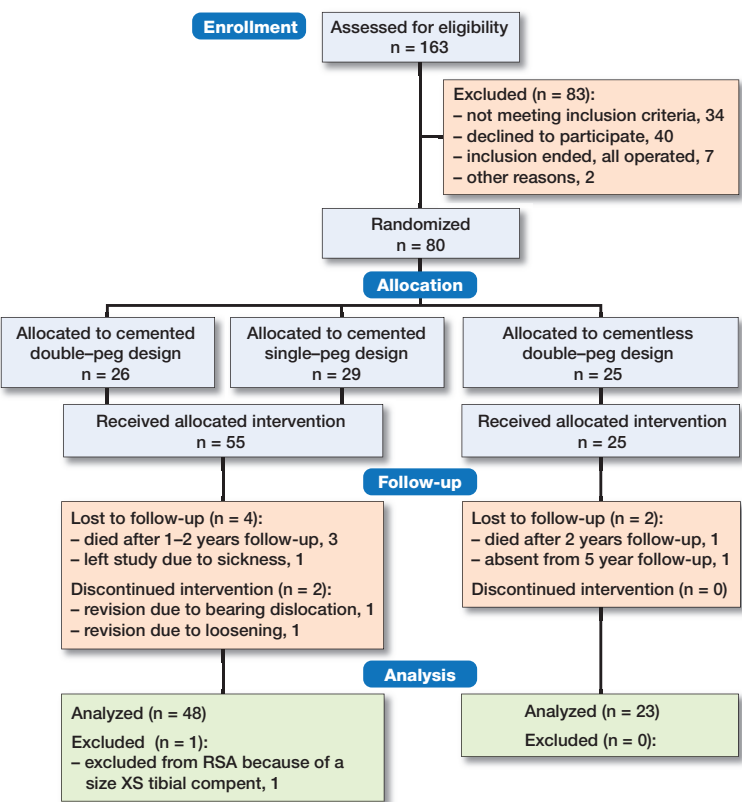 Enrollment
Assessed for eligibility
n = 163
Excluded (n = 83):
– not meeting inclusion criteria, 34
– declined to participate, 40
– inclusion ended, all operated, 7
– other reasons, 2
Randomized
n = 80
Allocation
Allocated to cemented
double–peg design
n = 26
Allocated to cemented
single–peg design
n = 29
Allocated to cementless
double–peg design
n = 25
Received allocated intervention
n = 55
Received allocated intervention
n = 25
Follow-up
Lost to follow-up (n = 4):
– died after 1–2 years follow-up, 3
– left study due to sickness, 1
Discontinued intervention (n = 2):
– revision due to bearing dislocation, 1
– revision due to loosening, 1
Lost to follow-up (n = 2):
– died after 2 years follow-up, 1
– absent from 5 year follow-up, 1
Discontinued intervention (n = 0)
Analysis
Analyzed (n = 48)
Excluded (n = 1):
– excluded from RSA because of a
size XS tibial compent, 1
Analyzed (n = 23)
Excluded (n = 0):